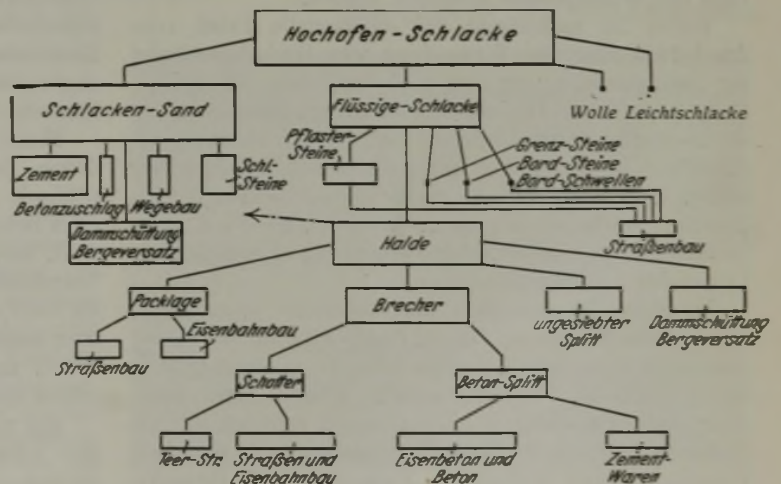 Hochofen-Schlacke
Schlacken-Sand
Flüssige-Schlacke
Wolle Leichtschlacke
Pflaster-
Steine
Grenz-Steine
Bord-Steine
Bord-Schwellen
Zement
Schl-
Steine
Betonzuschlag
Wegebau
Dammschüttung
Bergeversatz
Straßenbau
Halde
Packlage
Brecher
ungesiebter
Splitt
Dammschüttung
Bergeversatz
Straßenbau
Eisenbahnbau
Schotter
Beton-Splitt
Teer-Str.
Straßen und
Eisenbahnbau
Eisenbeton und
Beton
Zement-
Waren